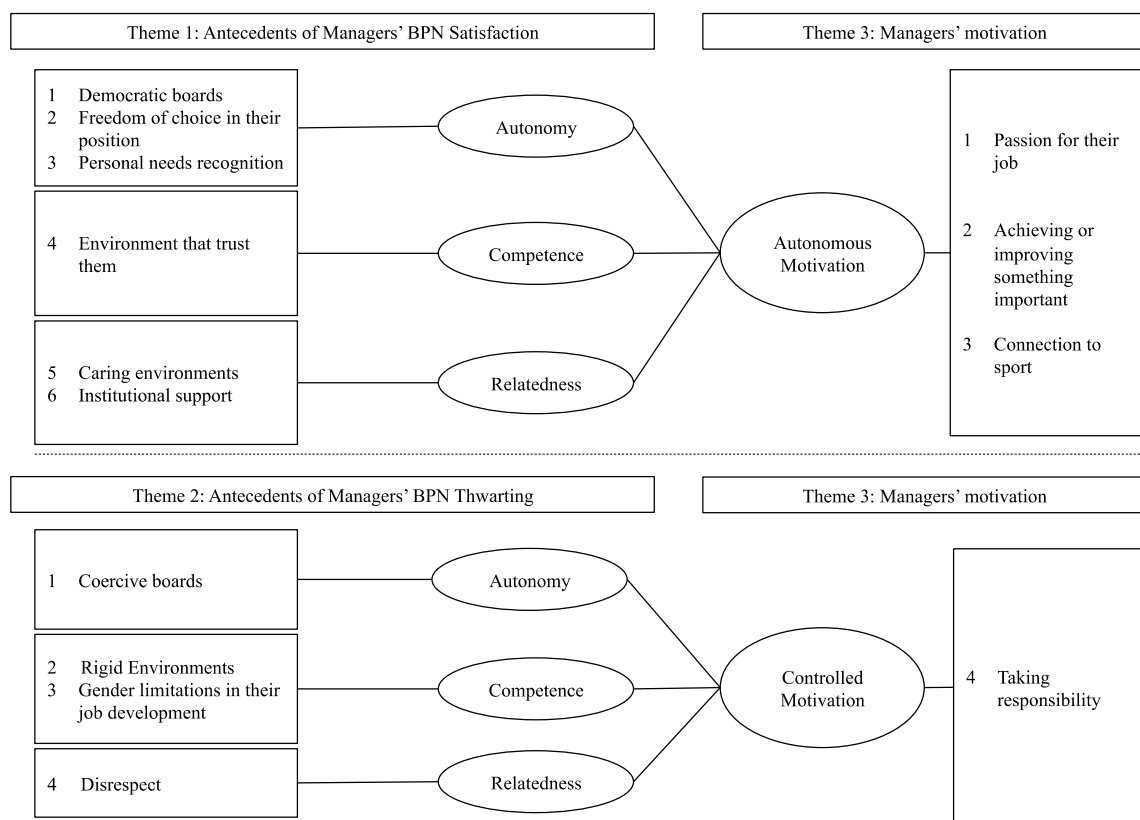 Theme 1: Antecedents of Managers' BPN Satisfaction
Theme 3: Managers' motivation
1 Democratic boards
2 Freedom of choice in their
position
3 Personal needs recognition
Autonomy
4 Environment that trust
them
Competence
5 Caring environments
6 Institutional support
Relatedness
Autonomous
Motivation
1 Passion for their
job
2 Achieving or
improving
something
important
3 Connection to
sport
Theme 2: Antecedents of Managers' BPN Thwarting
Theme 3: Managers' motivation
1 Coercive boards
Autonomy
2 Rigid Environments
3 Gender limitations in their
job development
Competence
4 Disrespect
Relatedness
Controlled
Motivation
4 Taking
responsibility